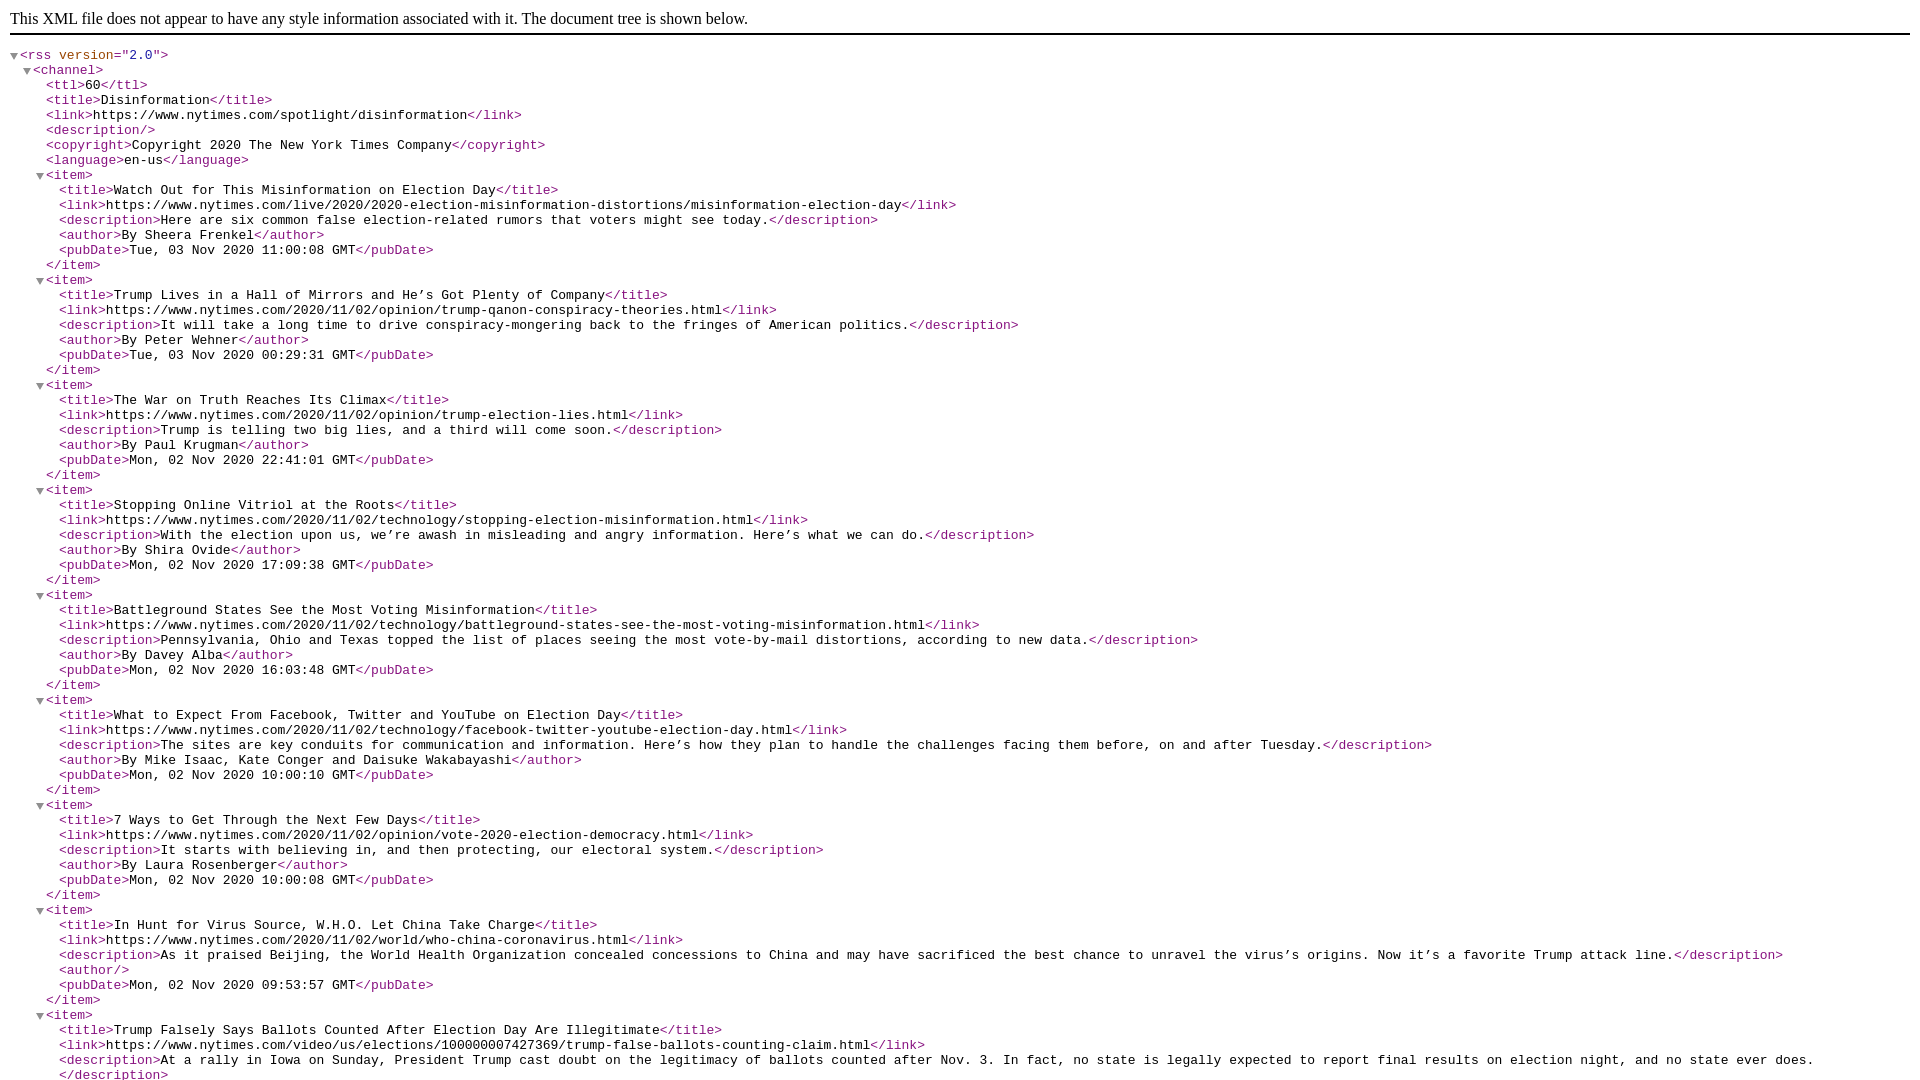 This XML file does not appear to have any style information associated with it. The document tree is shown below.
<rss version="2.0">
<channel>
<ttl>60</ttl>
<title>Disinformation</title>
<link>https://www.nytimes.com/spotlight/disinformation</link>
<description/>
<copyright>Copyright 2020 The New York Times Company</copyright>
<language>en-us</language>
<item>
<title>Watch Out for This Misinformation on Election Day</title>
<link>https://www.nytimes.com/live/2020/2020-election-misinformation-distortions/misinformation-election-day</link>
<description>Here are six common false election-related rumors that voters might see today.</description>
<author>By Sheera Frenkel</author>
<pubDate>Tue, 03 Nov 2020 11:00:08 GMT</pubDate>
</item>
<item>
<title>Trump Lives in a Hall of Mirrors and He’s Got Plenty of Company</title>
<link>https://www.nytimes.com/2020/11/02/opinion/trump-qanon-conspiracy-theories.html</link>
<description>It will take a long time to drive conspiracy-mongering back to the fringes of American politics.</description>
<author>By Peter Wehner</author>
<pubDate>Tue, 03 Nov 2020 00:29:31 GMT</pubDate>
</item>
<item>
<title>The War on Truth Reaches Its Climax</title>
<link>https://www.nytimes.com/2020/11/02/opinion/trump-election-lies.html</link>
<description>Trump is telling two big lies, and a third will come soon.</description>
<author>By Paul Krugman</author>
<pubDate>Mon, 02 Nov 2020 22:41:01 GMT</pubDate>
</item>
<item>
<title>Stopping Online Vitriol at the Roots</title>
<link>https://www.nytimes.com/2020/11/02/technology/stopping-election-misinformation.html</link>
<description>With the election upon us, we’re awash in misleading and angry information. Here’s what we can do.</description>
<author>By Shira Ovide</author>
<pubDate>Mon, 02 Nov 2020 17:09:38 GMT</pubDate>
</item>
<item>
<title>Battleground States See the Most Voting Misinformation</title>
<link>https://www.nytimes.com/2020/11/02/technology/battleground-states-see-the-most-voting-misinformation.html</link>
<description>Pennsylvania, Ohio and Texas topped the list of places seeing the most vote-by-mail distortions, according to new data.</description>
<author>By Davey Alba</author>
<pubDate>Mon, 02 Nov 2020 16:03:48 GMT</pubDate>
</item>
<item>
<title>What to Expect From Facebook, Twitter and YouTube on Election Day</title>
<link>https://www.nytimes.com/2020/11/02/technology/facebook-twitter-youtube-election-day.html</link>
<description>The sites are key conduits for communication and information. Here’s how they plan to handle the challenges facing them before, on and after Tuesday.</description>
<author>By Mike Isaac, Kate Conger and Daisuke Wakabayashi</author>
<pubDate>Mon, 02 Nov 2020 10:00:10 GMT</pubDate>
</item>
<item>
<title>7 Ways to Get Through the Next Few Days</title>
<link>https://www.nytimes.com/2020/11/02/opinion/vote-2020-election-democracy.html</link>
<description>It starts with believing in, and then protecting, our electoral system.</description>
<author>By Laura Rosenberger</author>
<pubDate>Mon, 02 Nov 2020 10:00:08 GMT</pubDate>
</item>
<item>
<title>In Hunt for Virus Source, W.H.O. Let China Take Charge</title>
<link>https://www.nytimes.com/2020/11/02/world/who-china-coronavirus.html</link>
<description>As it praised Beijing, the World Health Organization concealed concessions to China and may have sacrificed the best chance to unravel the virus’s origins. Now it’s a favorite Trump attack line.</description>
<author/>
<pubDate>Mon, 02 Nov 2020 09:53:57 GMT</pubDate>
</item>
<item>
<title>Trump Falsely Says Ballots Counted After Election Day Are Illegitimate</title>
<link>https://www.nytimes.com/video/us/elections/100000007427369/trump-false-ballots-counting-claim.html</link>
<description>At a rally in Iowa on Sunday, President Trump cast doubt on the legitimacy of ballots counted after Nov. 3. In fact, no state is legally expected to report final results on election night, and no state ever does.
</description>